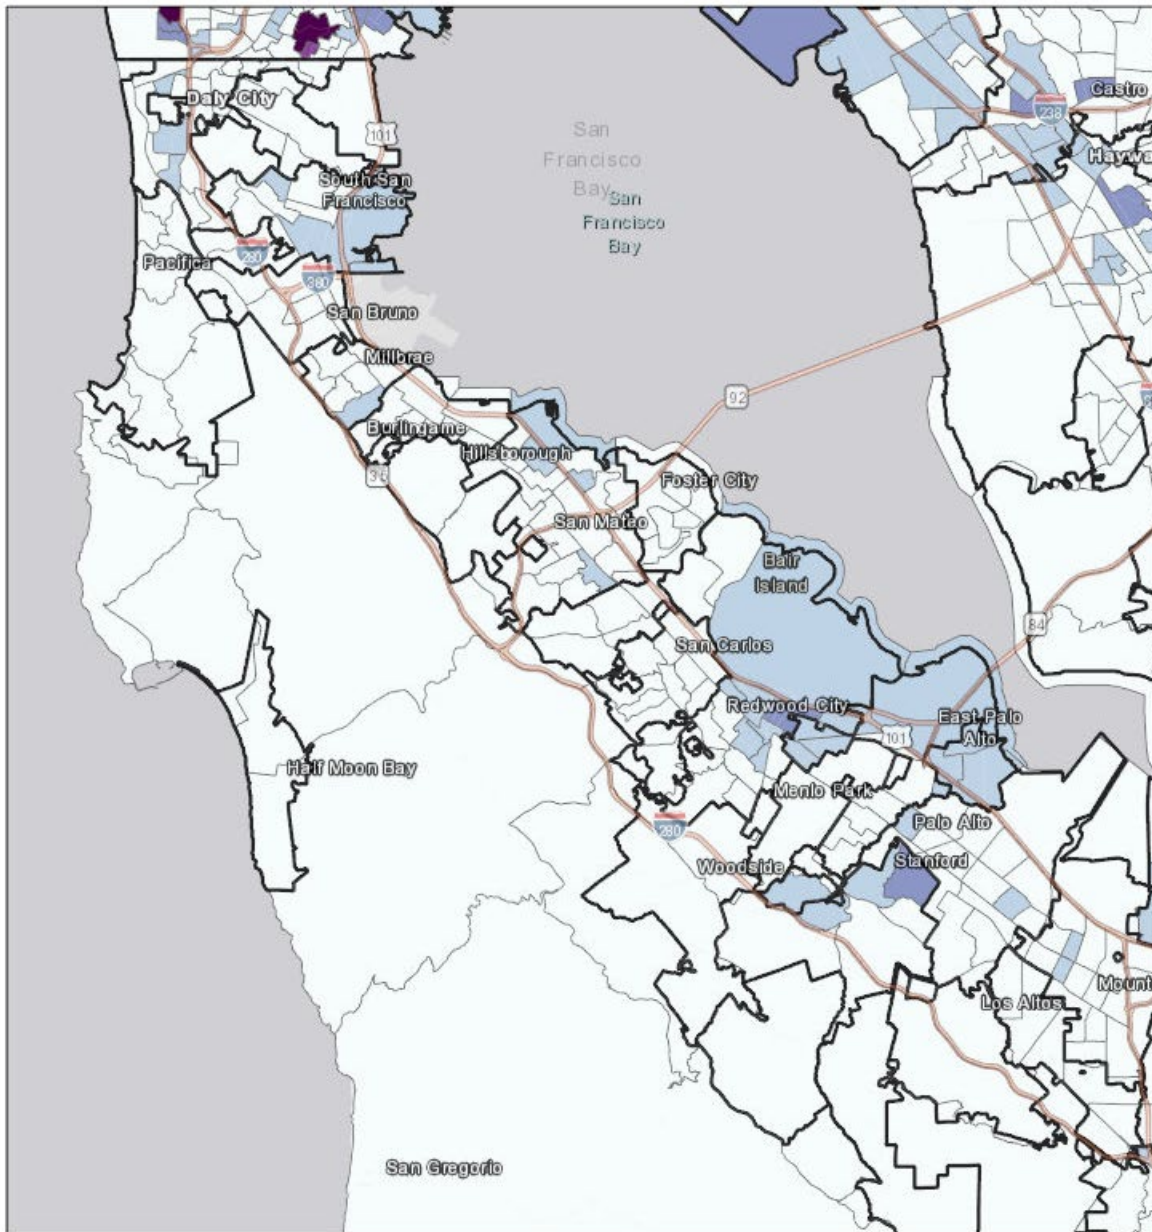 Daly City
101
238
Castro
San
Francisco
Bay
San
Francisco
Bay
South San
Francisco
Haywa
280
Pacifica
380
San Bruno
Millbrae
92
Burlingame
Hillsborough
35
Foster City
San Mateo
Bair
Island
84
San Carlos
Redwood City
East Palo
Alto
101
Half Moon Bay
Menlo Park
280
Palo Alto
Stanford
Woodside
Mount
Los Altos
San Gregorio